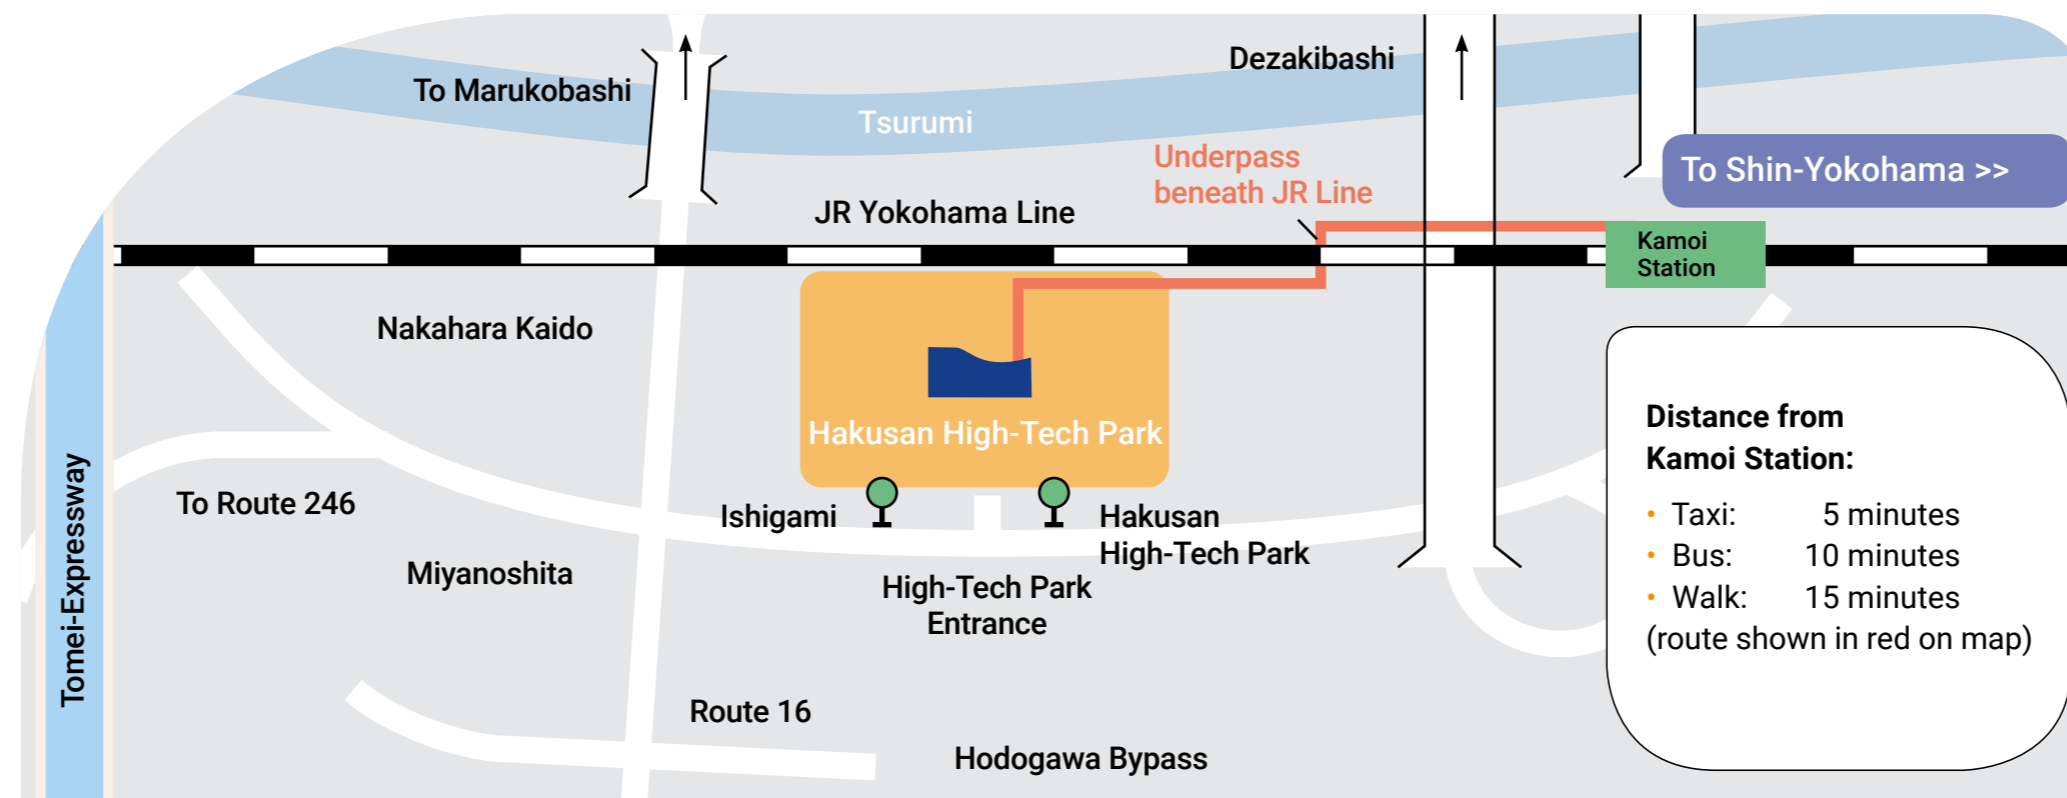 Dezakibashi
To Marukobashi
Tsurumi
Underpass
beneath JR Line
To Shin-Yokohama >>
JR Yokohama Line
Kamoi
Station
Nakahara Kaido
Hakusan High-Tech Park
Distance from
Kamoi Station:
• Taxi: 5 minutes
• Bus: 10 minutes
• Walk: 15 minutes
(route shown in red on map)
Tomei-Expressway
To Route 246
Ishigami
Hakusan
High-Tech Park
Miyanoshita
High-Tech Park
Entrance
Route 16
Hodogawa Bypass